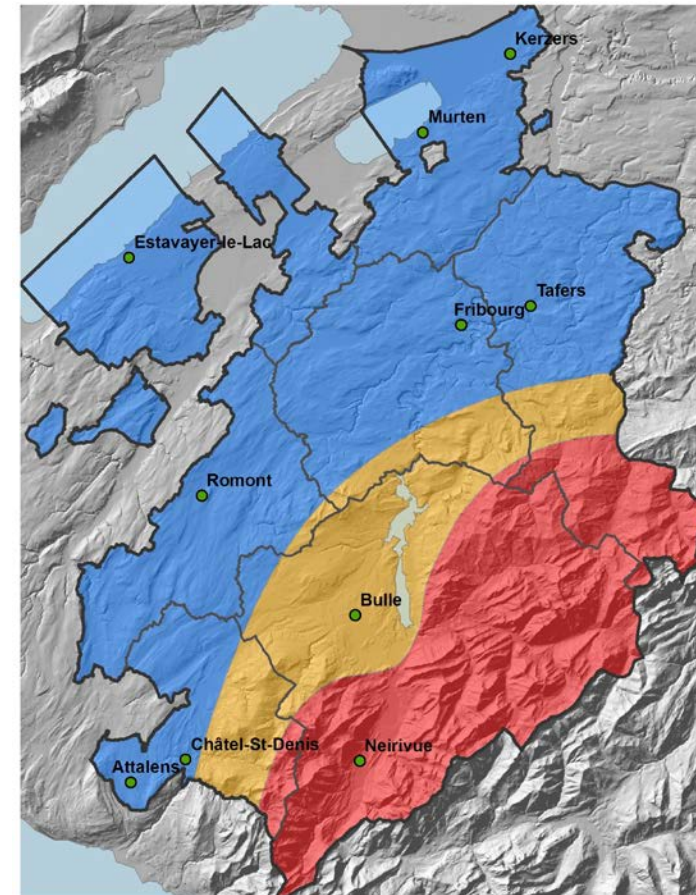 Kerzers
Murten
Estavayer-le-Lac
Tafers
Fribourg
Romont
Bulle
Châtel-St-Denis
Neirivue
Attalens